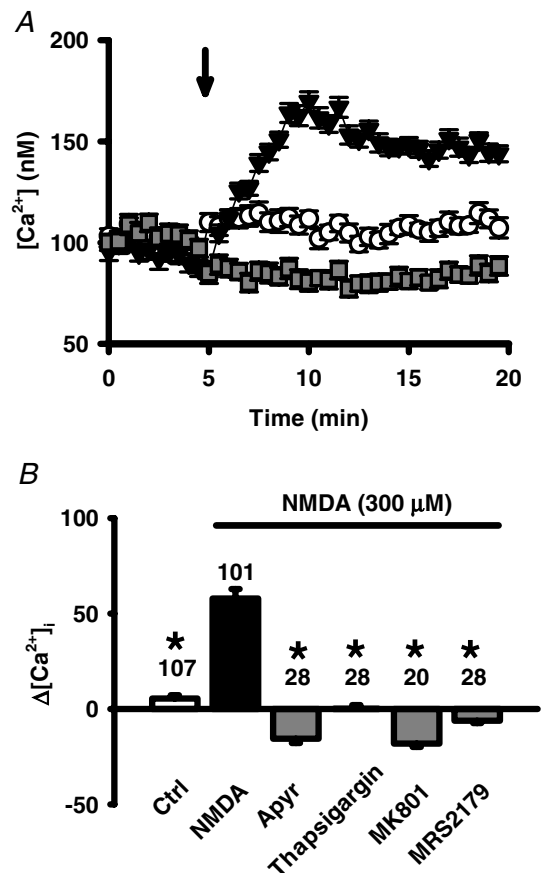 A
200
150
100
50
[Ca²⁺] (nM)
0
5
10
15
20
Time (min)
B
NMDA (300 µM)
100
50
0
-50
Δ[Ca²⁺]ᵢ
*
107
101
*
28
*
28
*
20
*
28
Ctrl
NMDA
Apyr
Thapsigargin
MK801
MRS2179